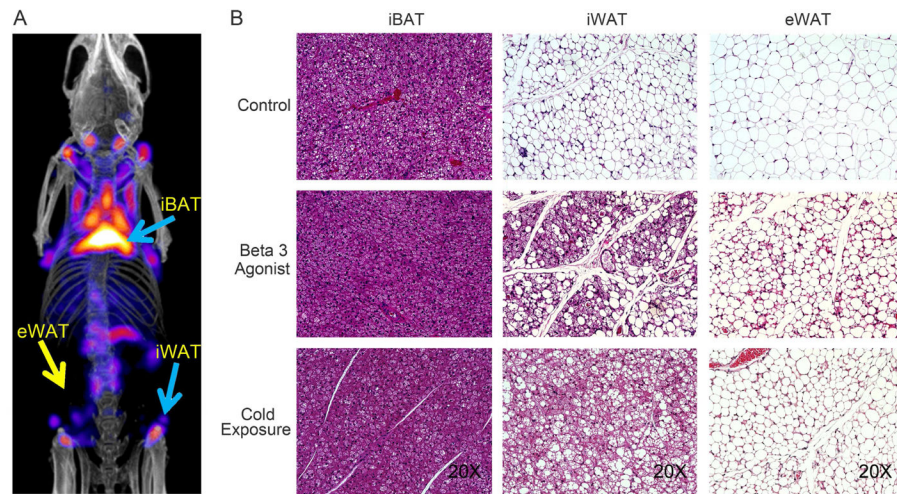 A
iBAT
eWAT
iWAT
B
iBAT iWAT eWAT
Control
Beta 3
Agonist
Cold
Exposure
20X 20X 20X